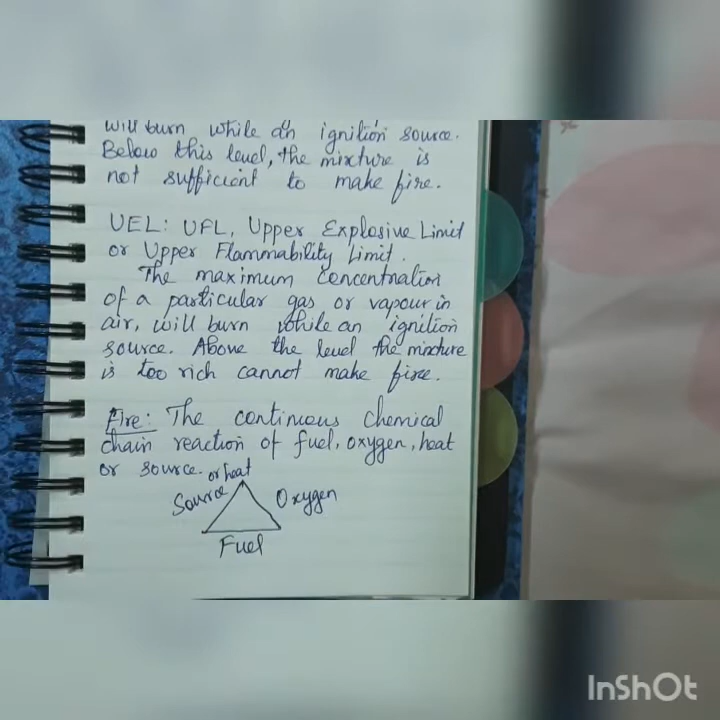 will burn while an ignition source.
Below this level, the mixture is
not sufficient to make fire.
UEL: UFL, Upper Explosive Limit
or Upper Flammability Limit.
The maximum Concentration
of a particular gas or vapour in
air, will burn while an ignition
source. Above the level the mixture
is too rich cannot make fire.
Fire: The continuous chemical
chain reaction of fuel, oxygen, heat
or source.
or heat
Source
Oxygen
Fuel
InShOt